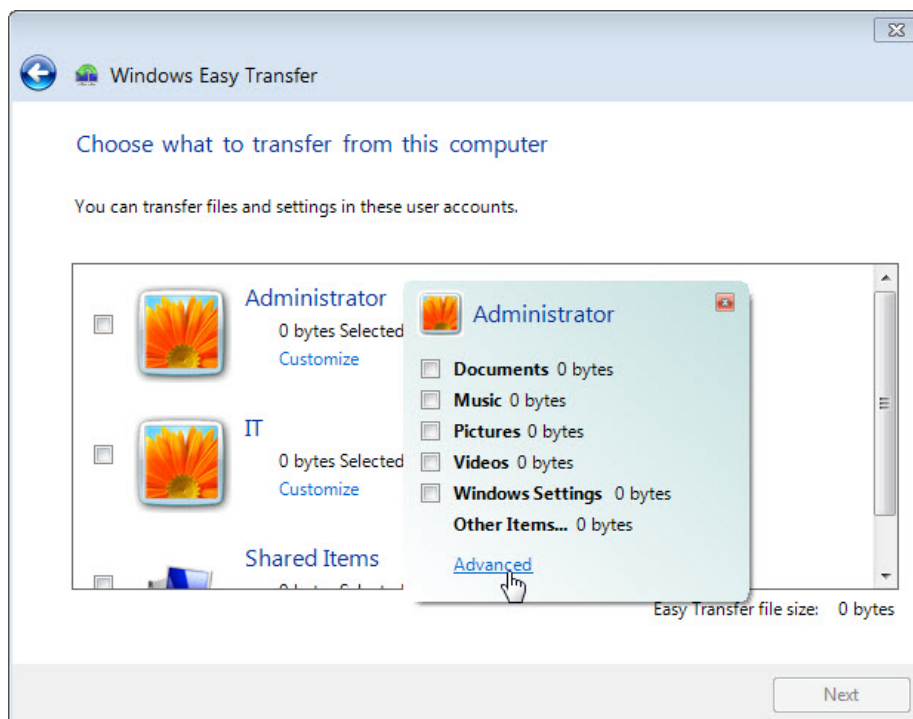 Windows Easy Transfer
Choose what to transfer from this computer
You can transfer files and settings in these user accounts.
Administrator
0 bytes Selected
Customize
IT
0 bytes Selected
Customize
Shared Items
0 bytes Selected
Administrator
Documents 0 bytes
Music 0 bytes
Pictures 0 bytes
Videos 0 bytes
Windows Settings 0 bytes
Other Items... 0 bytes
Advanced
Easy Transfer file size: 0 bytes
Next